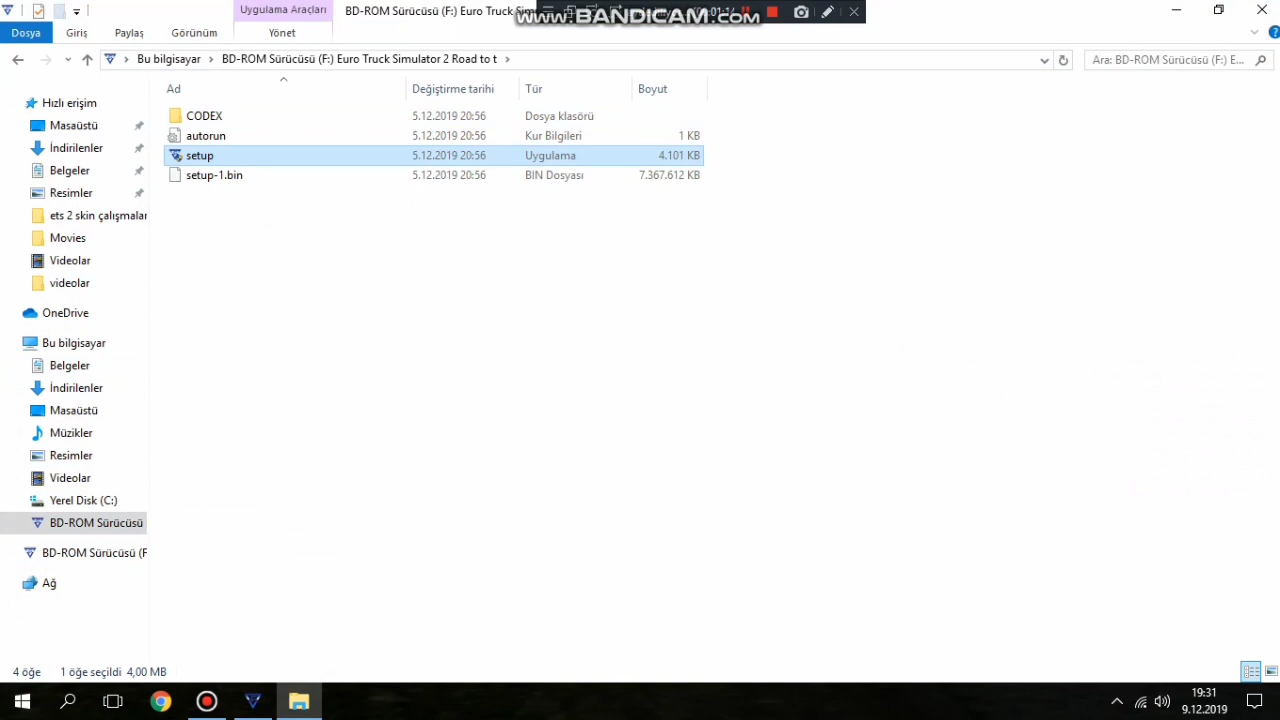 Uygulama Araçları
BD-ROM Sürücüsü (F:) Euro Truck Sim
www.BANDICAM.com
Dosya
Giriş
Paylaş
Görünüm
Yönet
Bu bilgisayar
BD-ROM Sürücüsü (F:) Euro Truck Simulator 2 Road to t
Ara: BD-ROM Sürücüsü (F:) E...
Ad
Değiştirme tarihi
Tür
Boyut
CODEX 5.12.2019 20:56 Dosya klasörü
autorun 5.12.2019 20:56 Kur Bilgileri 1 KB
setup 5.12.2019 20:56 Uygulama 4.101 KB
setup-1.bin 5.12.2019 20:56 BIN Dosyası 7.367.612 KB
Hızlı erişim
Masaüstü
İndirilenler
Belgeler
Resimler
ets 2 skin çalışmalar
Movies
Videolar
videolar
OneDrive
Bu bilgisayar
Belgeler
İndirilenler
Masaüstü
Müzikler
Resimler
Videolar
Yerel Disk (C:)
BD-ROM Sürücüsü
BD-ROM Sürücüsü (F
Ağ
4 öğe 1 öğe seçildi 4,00 MB
19:31
9.12.2019